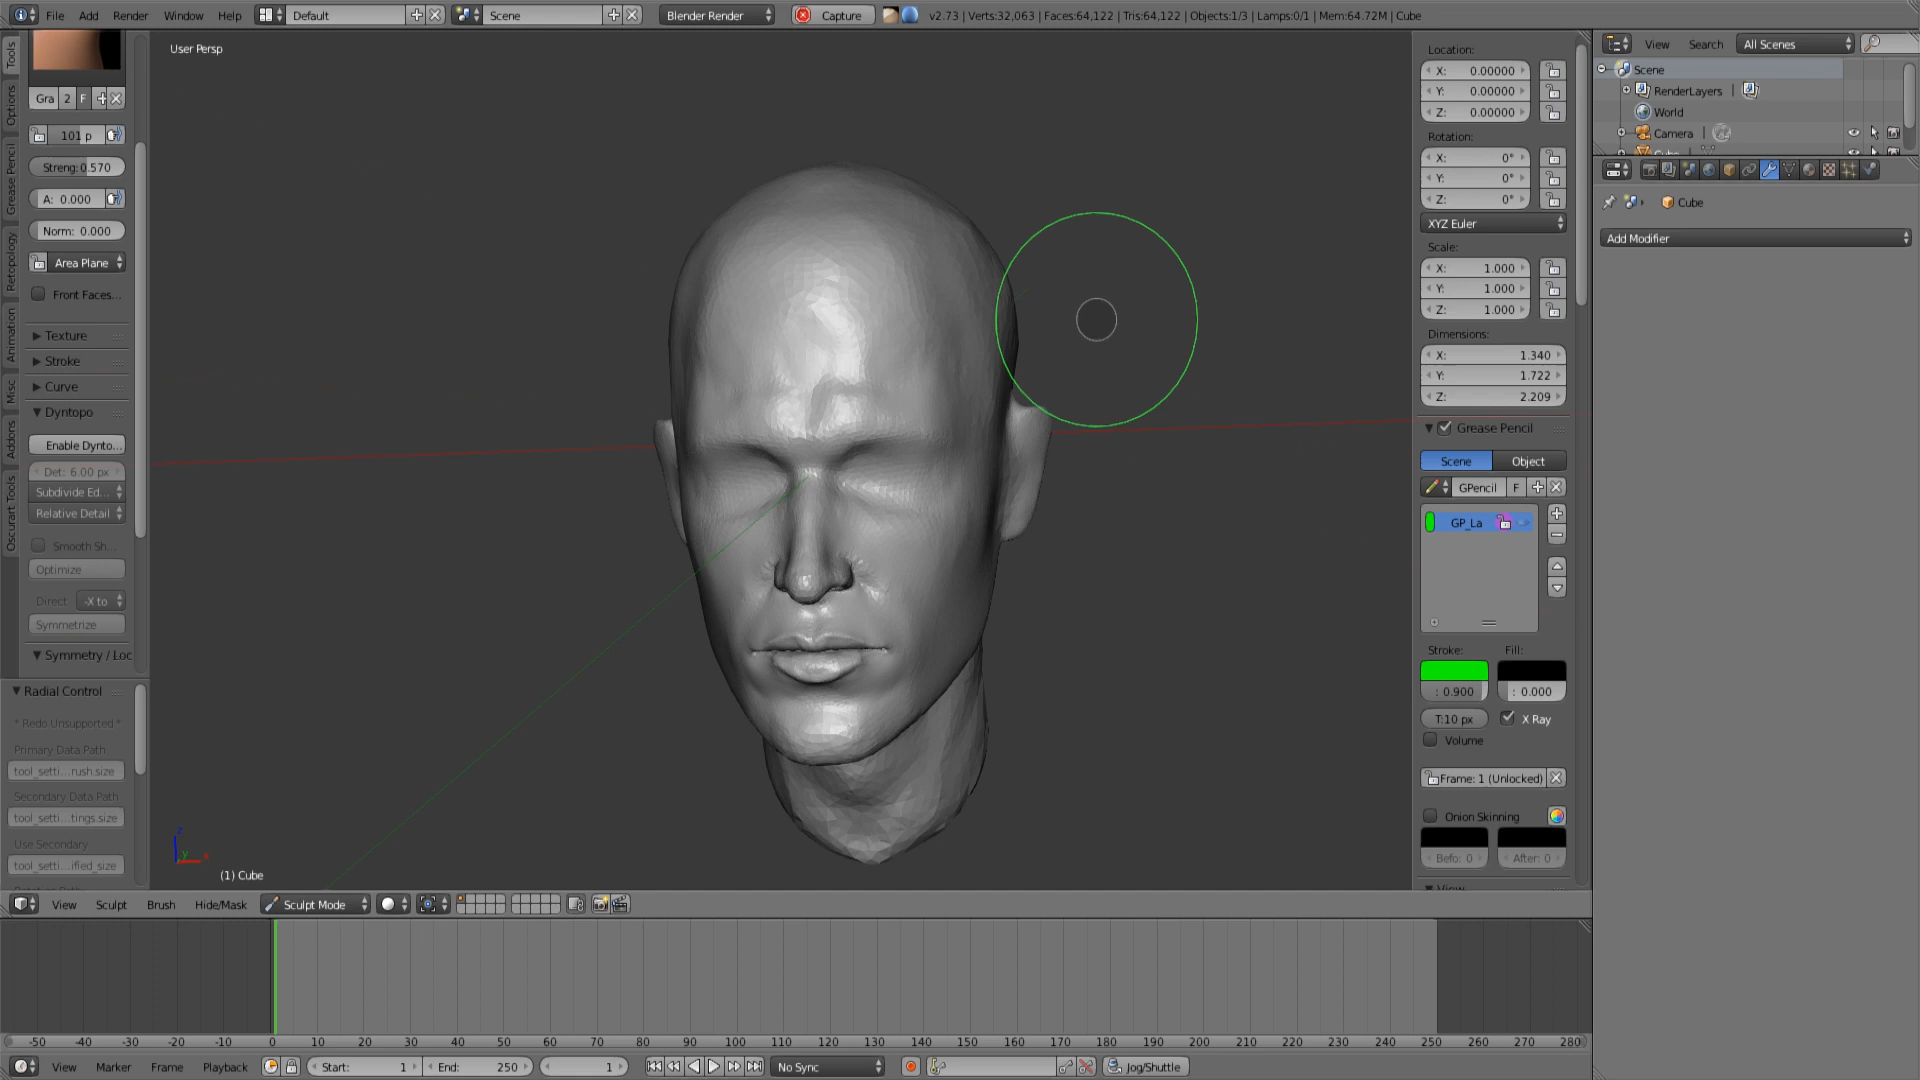 File Add Render Window Help Default Scene Blender Render Capture v2.73 | Verts:32,063 | Faces:64,122 | Tris:64,122 | Objects:1/3 | Lamps:0/1 | Mem:64.72M | Cube
User Persp
Tools
Options
Grease Pencil
Retopology
Animation
Misc
Addons
Oscurart Tools
Gra 2 F
101 p
Streng: 0.570
A: 0.000
Norm: 0.000
Area Plane
Front Faces...
Texture
Stroke
Curve
Dyntopo
Enable Dynto...
Det: 6.00 px
Subdivide Ed...
Relative Detail
Smooth Sh...
Optimize
Direct -X to
Symmetrize
Symmetry / Loc
Radial Control
* Redo Unsupported *
Primary Data Path
tool_setti...rush.size
Secondary Data Path
tool_setti...tings.size
Use Secondary
tool_setti...ified_size
z
y
x
(1) Cube
Location:
X: 0.00000
Y: 0.00000
Z: 0.00000
Rotation:
X: 0°
Y: 0°
Z: 0°
XYZ Euler
Scale:
X: 1.000
Y: 1.000
Z: 1.000
Dimensions:
X: 1.340
Y: 1.722
Z: 2.209
Grease Pencil
Scene Object
GPencil F
GP_La
Stroke: Fill:
: 0.900 : 0.000
T:10 px X Ray
Volume
Frame: 1 (Unlocked)
Onion Skinning
Befo: 0 After: 0
View
View Search All Scenes
Scene
RenderLayers |
World
Camera |
Cube
Cube
Add Modifier
View Sculpt Brush Hide/Mask Sculpt Mode
-50 -40 -30 -20 -10 0 10 20 30 40 50 60 70 80 90 100 110 120 130 140 150 160 170 180 190 200 210 220 230 240 250 260 270 280
View Marker Frame Playback Start: 1 End: 250 1 No Sync Jog/Shuttle